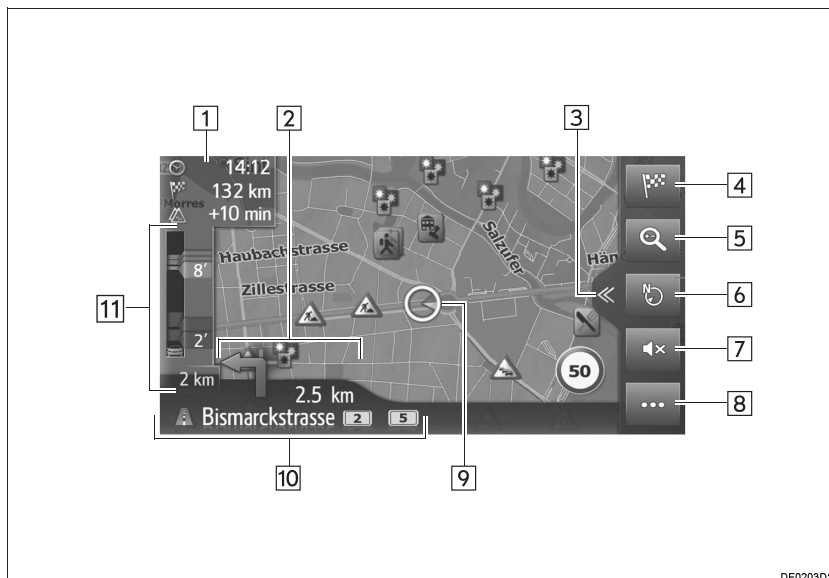 1
2
3
14:12
132 km
Morres
+10 min
4
5
Salzufer
Haubachstrasse
8'
N
6
Zillestrasse
11
2'
7
50
2 km
2.5 km
8
Bismarckstrasse 2 5
10
9